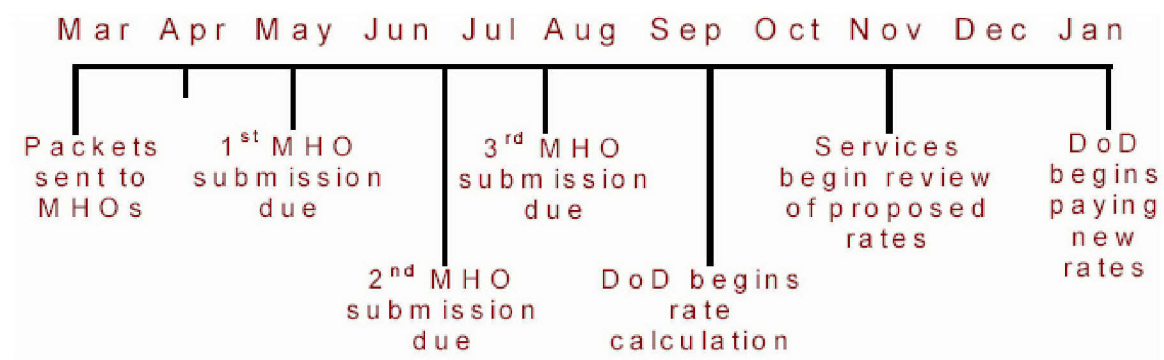 Mar Apr May Jun Jul Aug Sep Oct Nov Dec Jan
Packets
sent to
MHOs
1st MHO
submission
due
2nd MHO
submission
due
3rd MHO
submission
due
DoD begins
rate
calculation
Services
begin review
of proposed
rates
DoD
begins
paying
new
rates